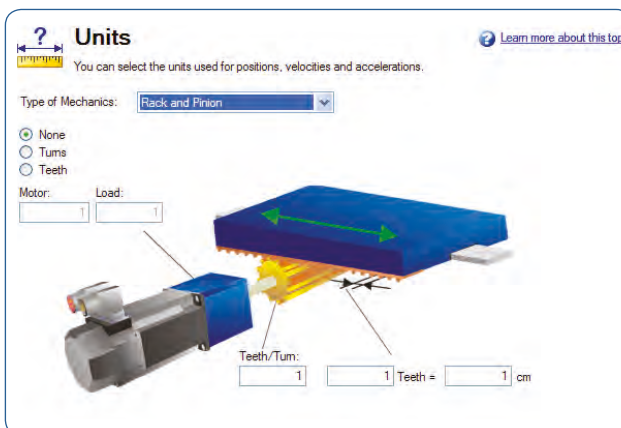 ?
Units
Learn more about this top
You can select the units used for positions, velocities and accelerations.
Type of Mechanics: Rack and Pinion
None
Turns
Teeth
Motor: Load:
1 1
Teeth/Turn:
1 1 Teeth = 1 cm